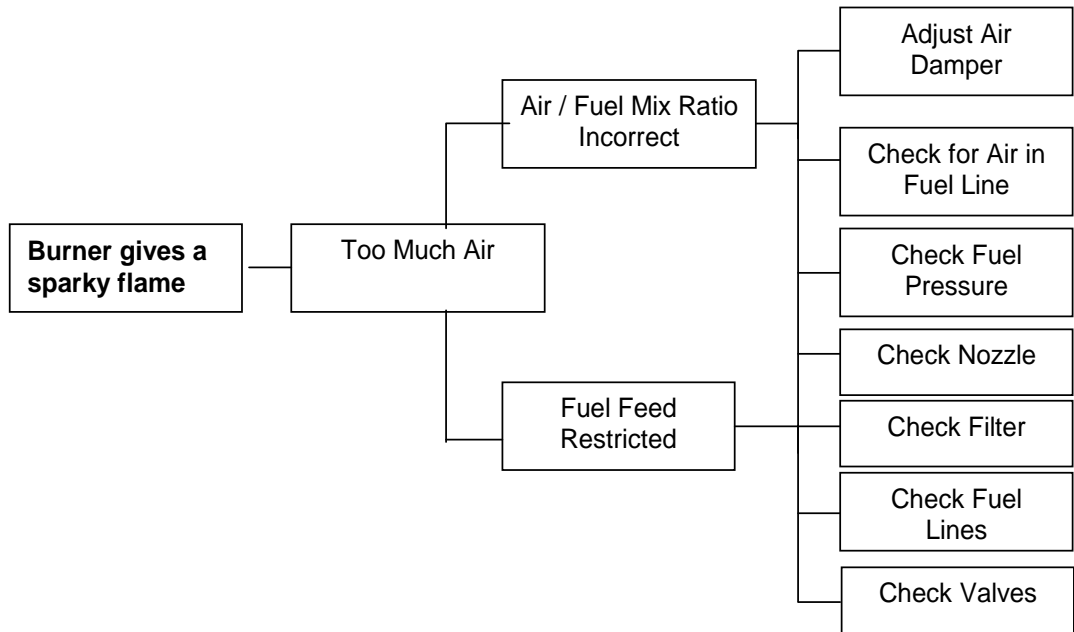 Burner gives a
sparky flame
Too Much Air
Air / Fuel Mix Ratio
Incorrect
Fuel Feed
Restricted
Adjust Air
Damper
Check for Air in
Fuel Line
Check Fuel
Pressure
Check Nozzle
Check Filter
Check Fuel
Lines
Check Valves